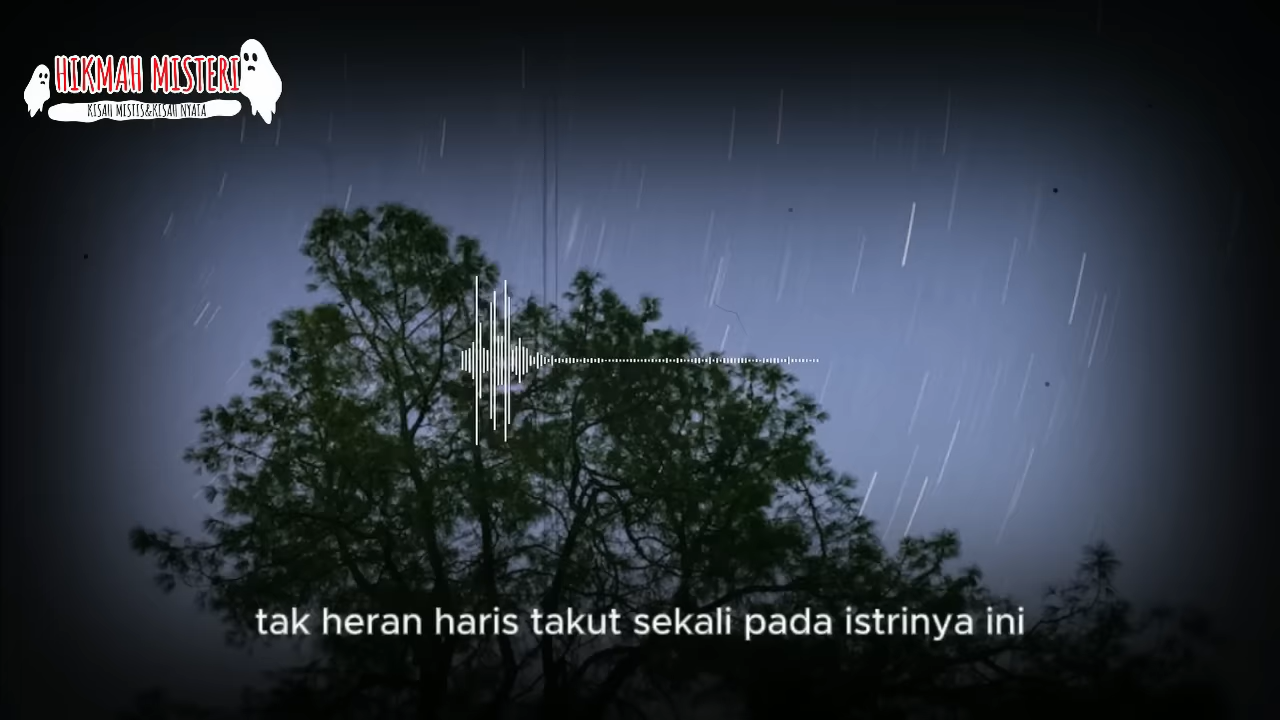 HIKMAH MISTERI
KISAH MISTIS&KISAH NYATA
tak heran haris takut sekali pada istrinya ini